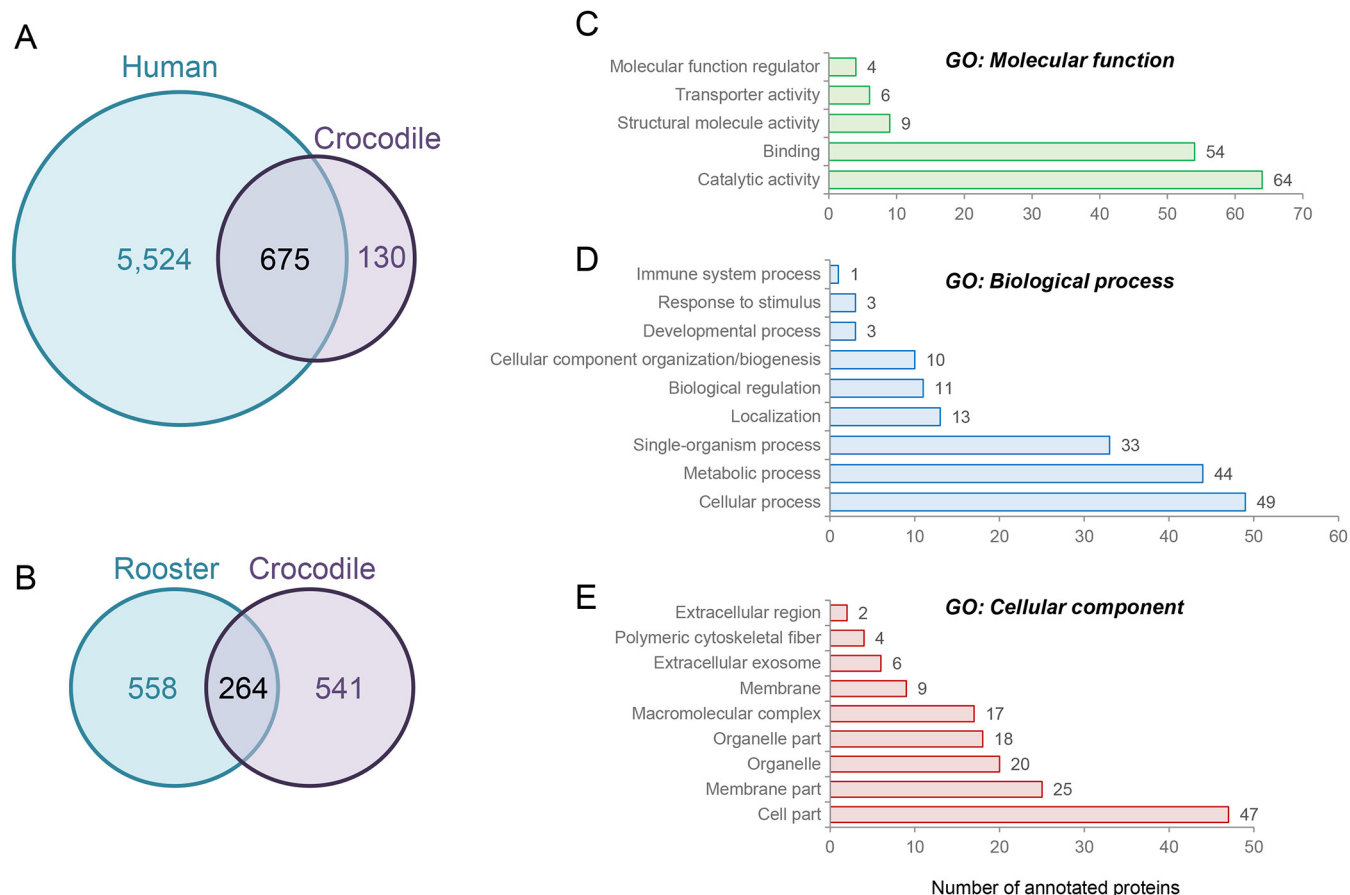 A
Human
Crocodile
5,524
675
130
B
Rooster
Crocodile
558
264
541
C
GO: Molecular function
Molecular function regulator 4
Transporter activity 6
Structural molecule activity 9
Binding 54
Catalytic activity 64
0 10 20 30 40 50 60 70
D
GO: Biological process
Immune system process 1
Response to stimulus 3
Developmental process 3
Cellular component organization/biogenesis 10
Biological regulation 11
Localization 13
Single-organism process 33
Metabolic process 44
Cellular process 49
0 10 20 30 40 50 60
E
GO: Cellular component
Extracellular region 2
Polymeric cytoskeletal fiber 4
Extracellular exosome 6
Membrane 9
Macromolecular complex 17
Organelle part 18
Organelle 20
Membrane part 25
Cell part 47
0 10 20 30 40 50
Number of annotated proteins